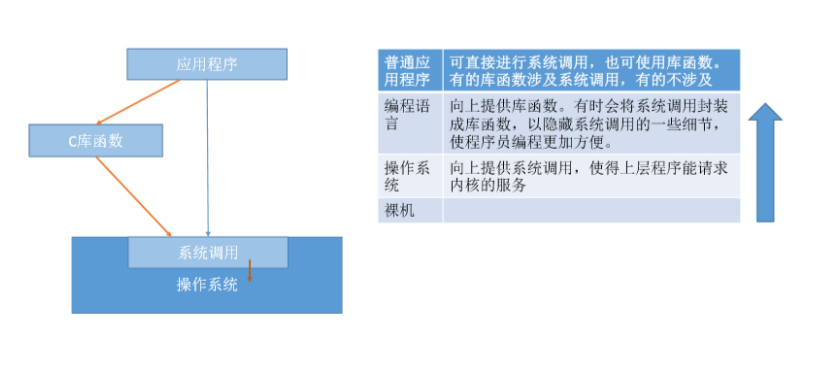 应用程序
C库函数
系统调用
操作系统
普通应
用程序
可直接进行系统调用，也可使用库函数。
有的库函数涉及系统调用，有的不涉及
编程语
言
向上提供库函数。有时会将系统调用封装
成库函数，以隐藏系统调用的一些细节，
使程序员编程更加方便。
操作系
统
向上提供系统调用，使得上层程序能请求
内核的服务
裸机